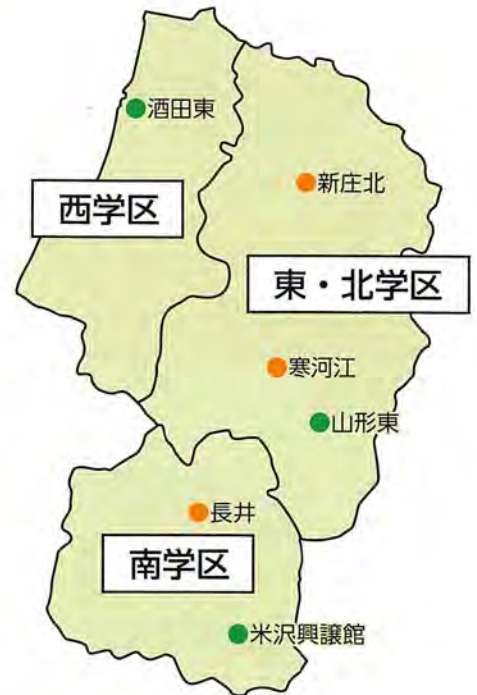 酒田東
新庄北
西学区
東・北学区
寒河江
山形東
長井
南学区
米沢興譲館